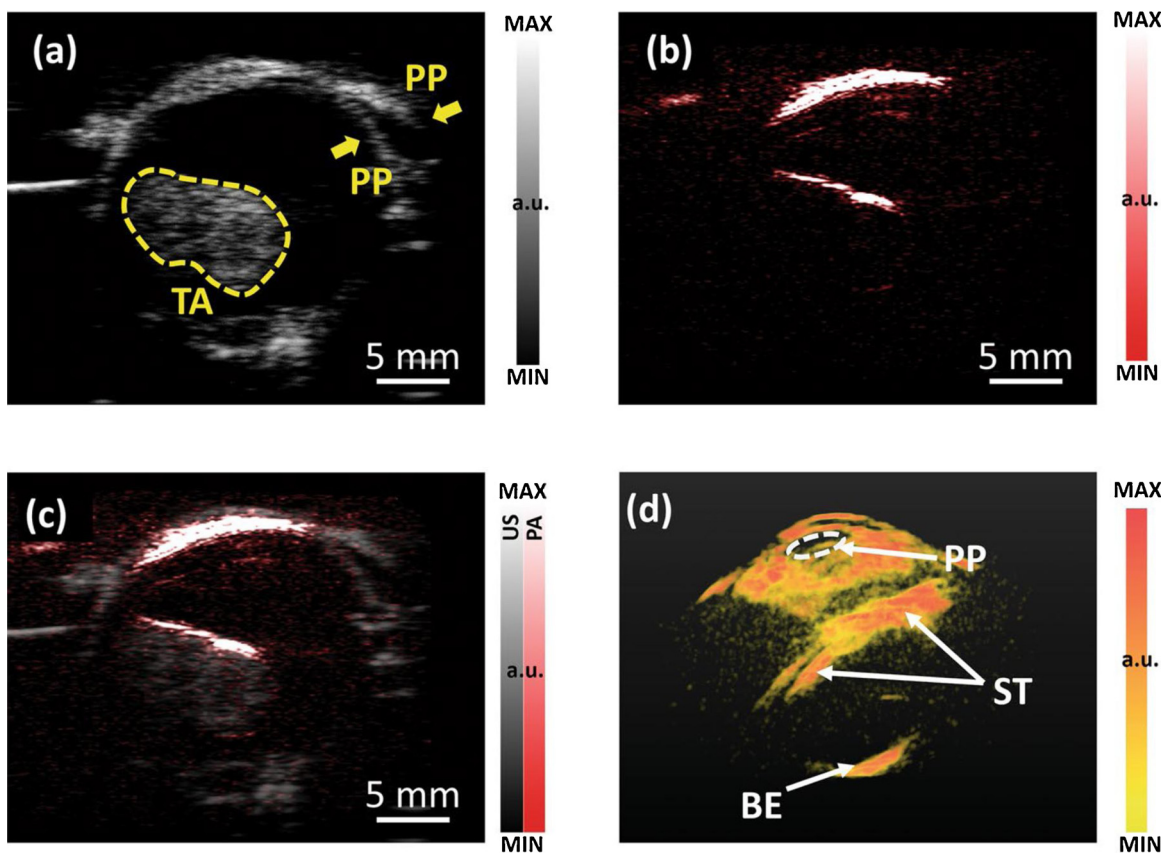 (a)
PP
PP
TA
5 mm
MAX
a.u.
MIN
(b)
5 mm
MAX
a.u.
MIN
(c)
5 mm
MAX
US
PA
a.u.
MIN
(d)
PP
ST
BE
MAX
a.u.
MIN